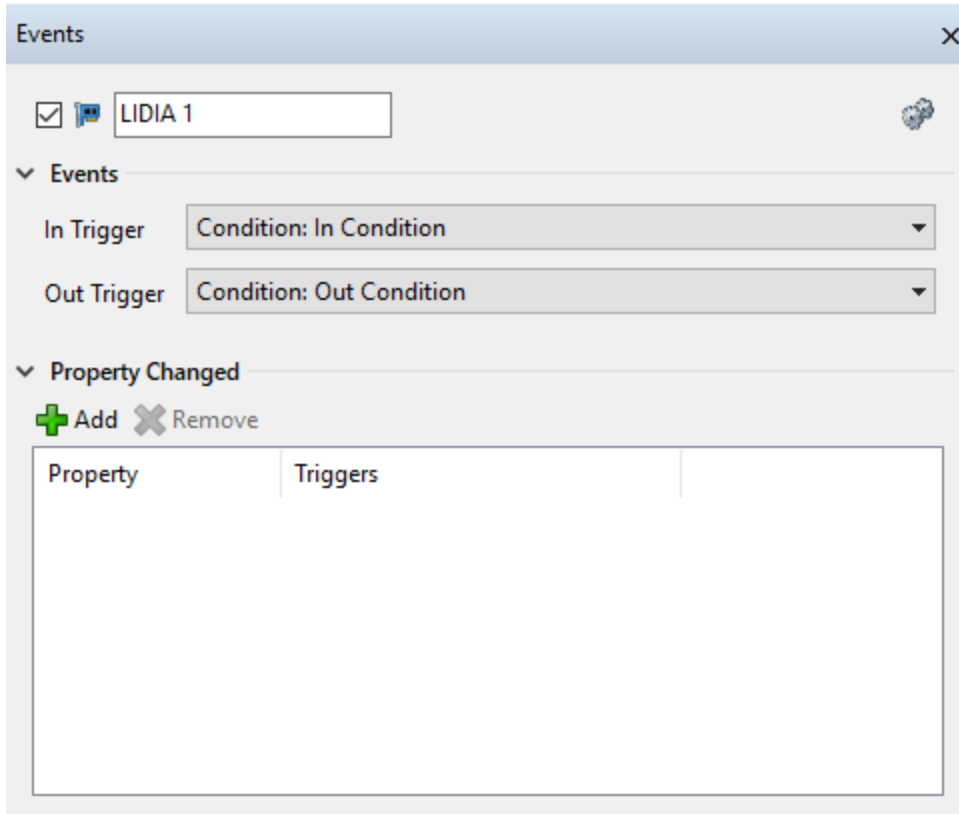 Events
LIDIA 1
Events
In Trigger Condition: In Condition
Out Trigger Condition: Out Condition
Property Changed
Add Remove
Property Triggers